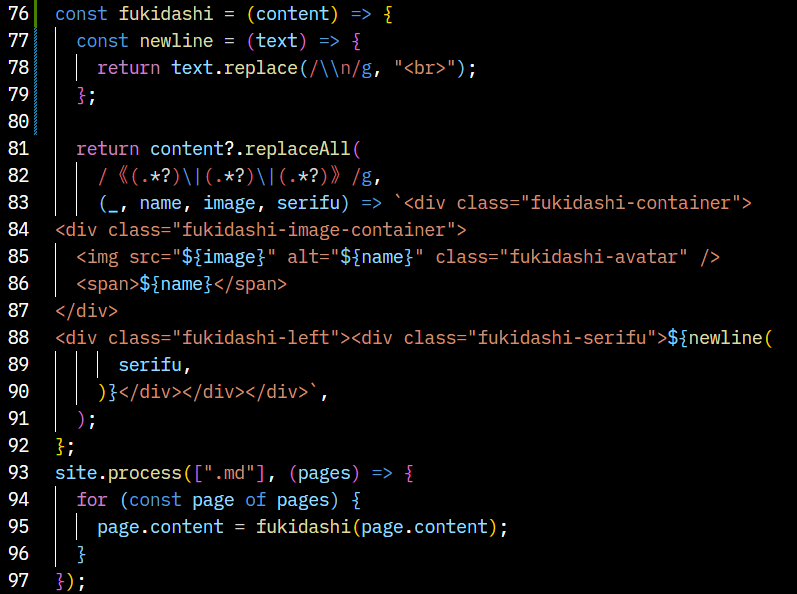 76 const fukidashi = (content) => {
77   const newline = (text) => {
78     return text.replace(/\\n/g, "<br>");
79   };
80
81   return content?.replaceAll(
82     /《(.*?)\|(.*?)\|(.*?)》/g,
83     (_, name, image, serifu) => `<div class="fukidashi-container">
84 <div class="fukidashi-image-container">
85   <img src="${image}" alt="${name}" class="fukidashi-avatar" />
86   <span>${name}</span>
87 </div>
88 <div class="fukidashi-left"><div class="fukidashi-serifu">${newline(
89       serifu,
90     )}</div></div></div>`,
91   );
92 };
93 site.process([".md"], (pages) => {
94   for (const page of pages) {
95     page.content = fukidashi(page.content);
96   }
97 });